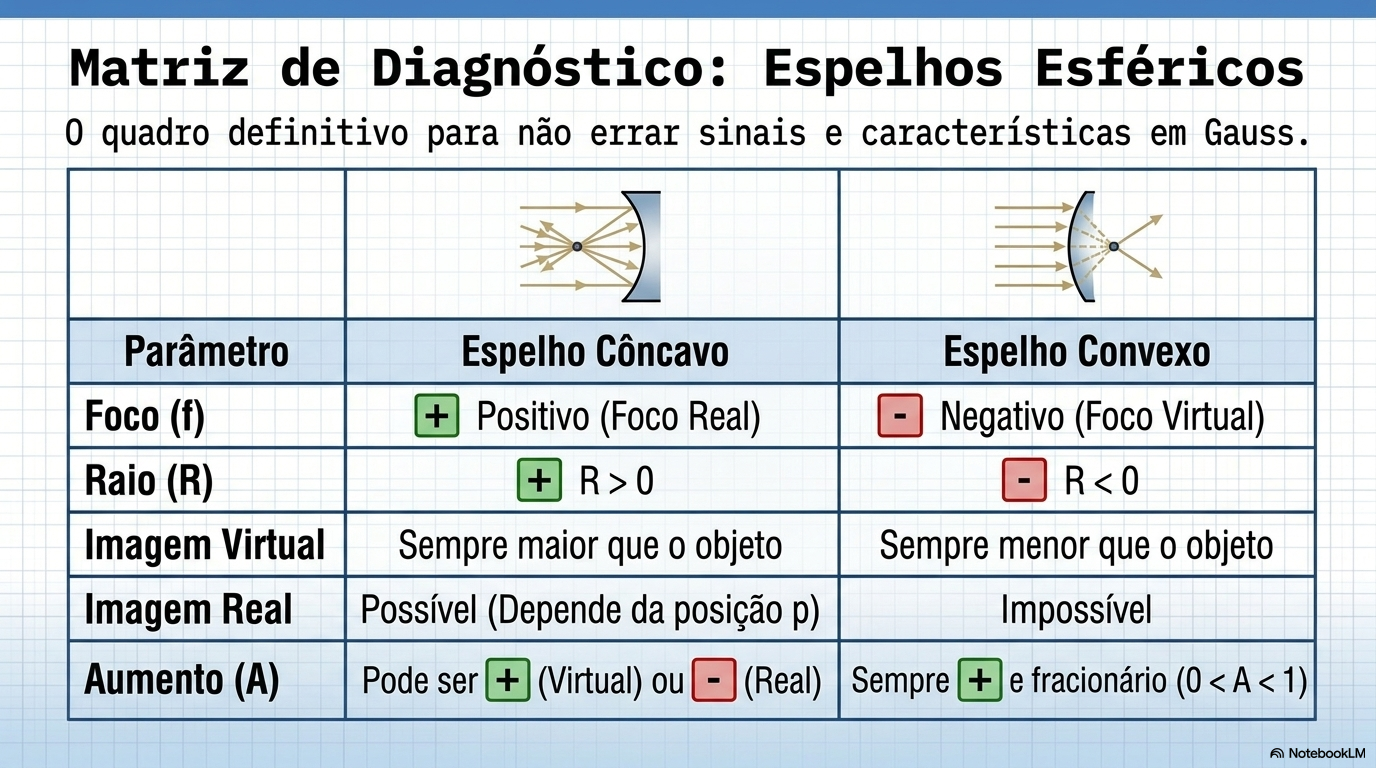 Matriz de Diagnóstico: Espelhos Esféricos
O quadro definitivo para não errar sinais e características em Gauss.
Parâmetro
Espelho Côncavo
Espelho Convexo
Foco (f)
+ Positivo (Foco Real)
- Negativo (Foco Virtual)
Raio (R)
+ R > 0
- R < 0
Imagem Virtual
Sempre maior que o objeto
Sempre menor que o objeto
Imagem Real
Possível (Depende da posição p)
Impossível
Aumento (A)
Pode ser + (Virtual) ou - (Real)
Sempre + e fracionário (0 < A < 1)
NotebookLM